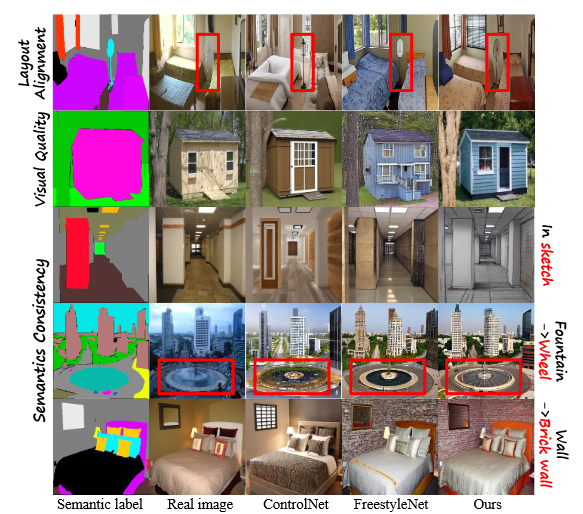 Layout
Alignment
Visual Quality
Semantics Consistency
In sketch
Fountain
->Wheel
Wall
->Brick wall
Semantic label
Real image
ControlNet
FreestyleNet
Ours